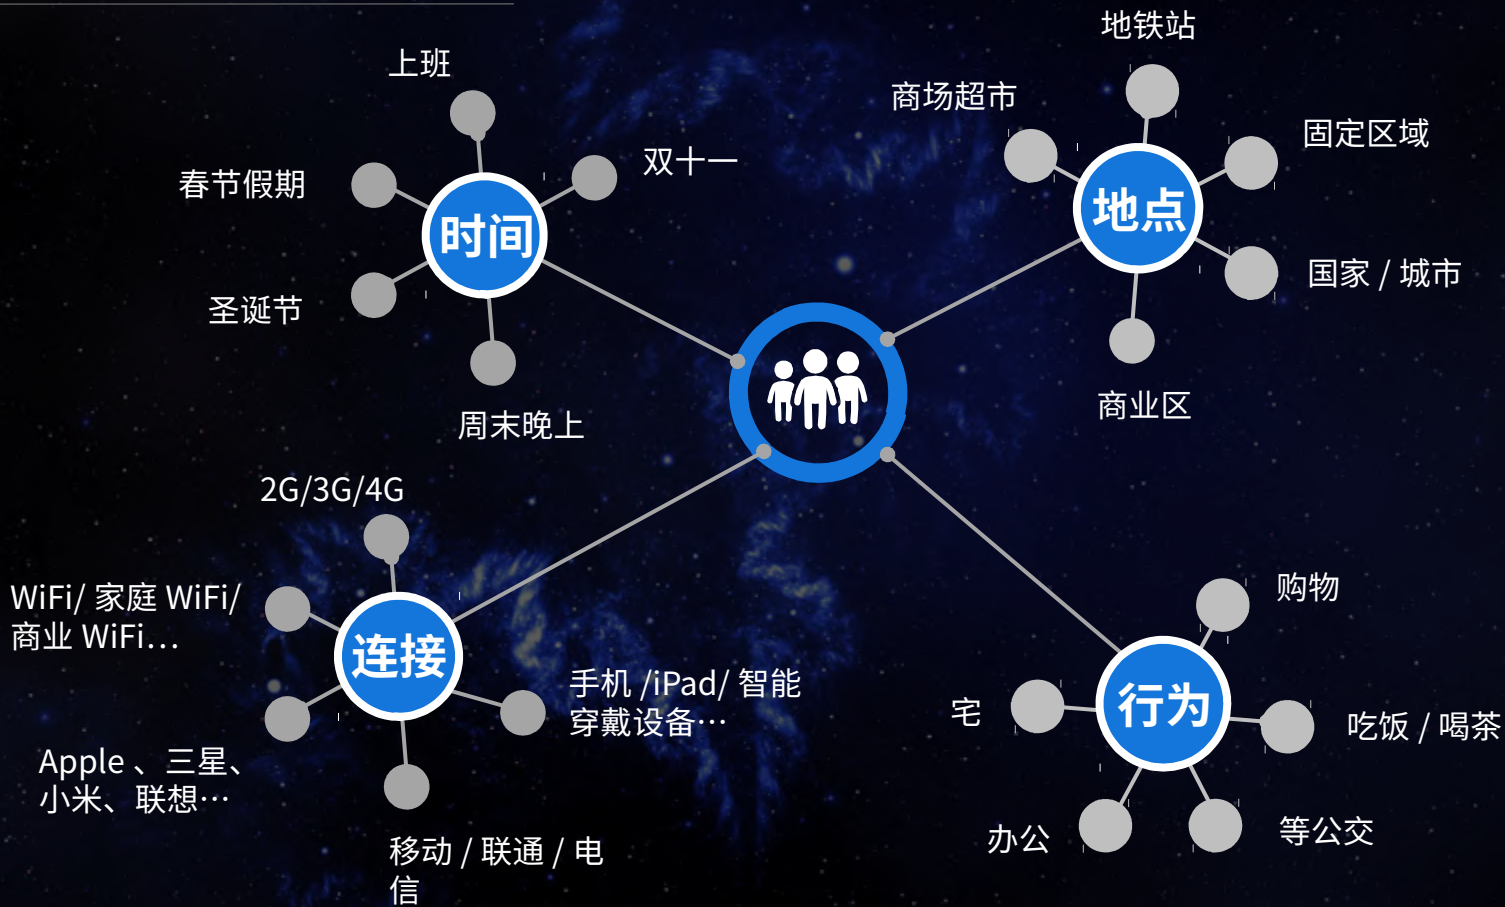 上班
双十一
春节假期
时间
圣诞节
周末晚上
地铁站
商场超市
固定区域
地点
国家 / 城市
商业区
2G/3G/4G
WiFi/ 家庭 WiFi/
商业 WiFi…
连接
手机 /iPad/ 智能
穿戴设备…
Apple 、三星、
小米、联想…
移动 / 联通 / 电
信
购物
宅
行为
吃饭 / 喝茶
办公
等公交